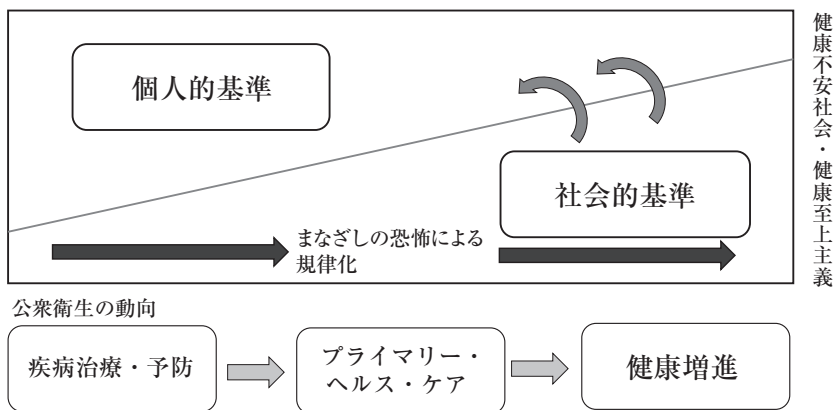 個人的基準
社会的基準
まなざしの恐怖による
規律化
健康不安社会・健康至上主義
公衆衛生の動向
疾病治療・予防
プライマリー・
ヘルス・ケア
健康増進